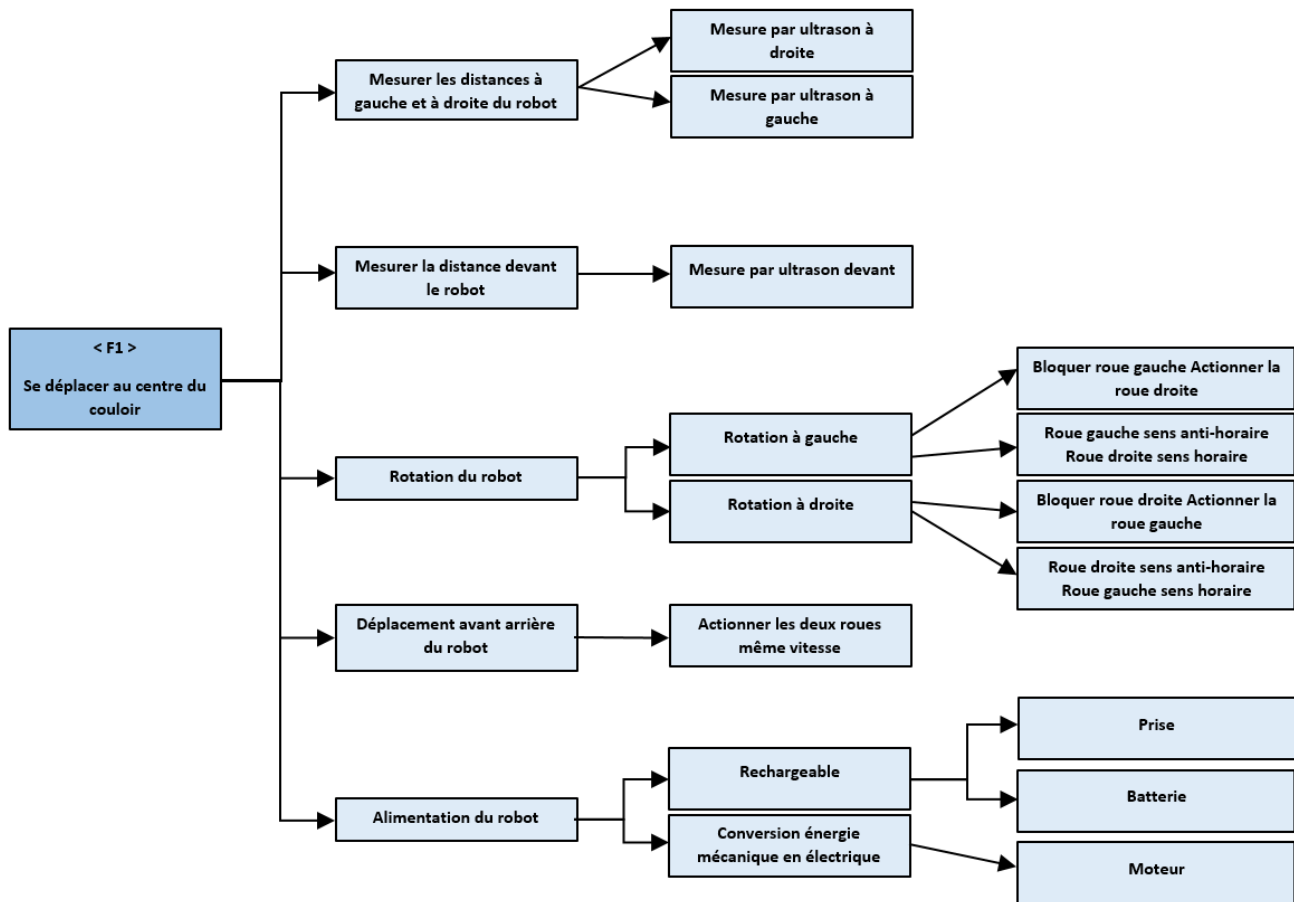 Mesure par ultrason à
droite
Mesurer les distances à
gauche et à droite du robot
Mesure par ultrason à
gauche
Mesurer la distance devant
le robot
Mesure par ultrason devant
< F1 >
Se déplacer au centre du
couloir
Bloquer roue gauche Actionner la
roue droite
Rotation à gauche
Roue gauche sens anti-horaire
Roue droite sens horaire
Rotation du robot
Rotation à droite
Bloquer roue droite Actionner la
roue gauche
Roue droite sens anti-horaire
Roue gauche sens horaire
Déplacement avant arrière
du robot
Actionner les deux roues
même vitesse
Prise
Rechargeable
Batterie
Alimentation du robot
Conversion énergie
mécanique en électrique
Moteur